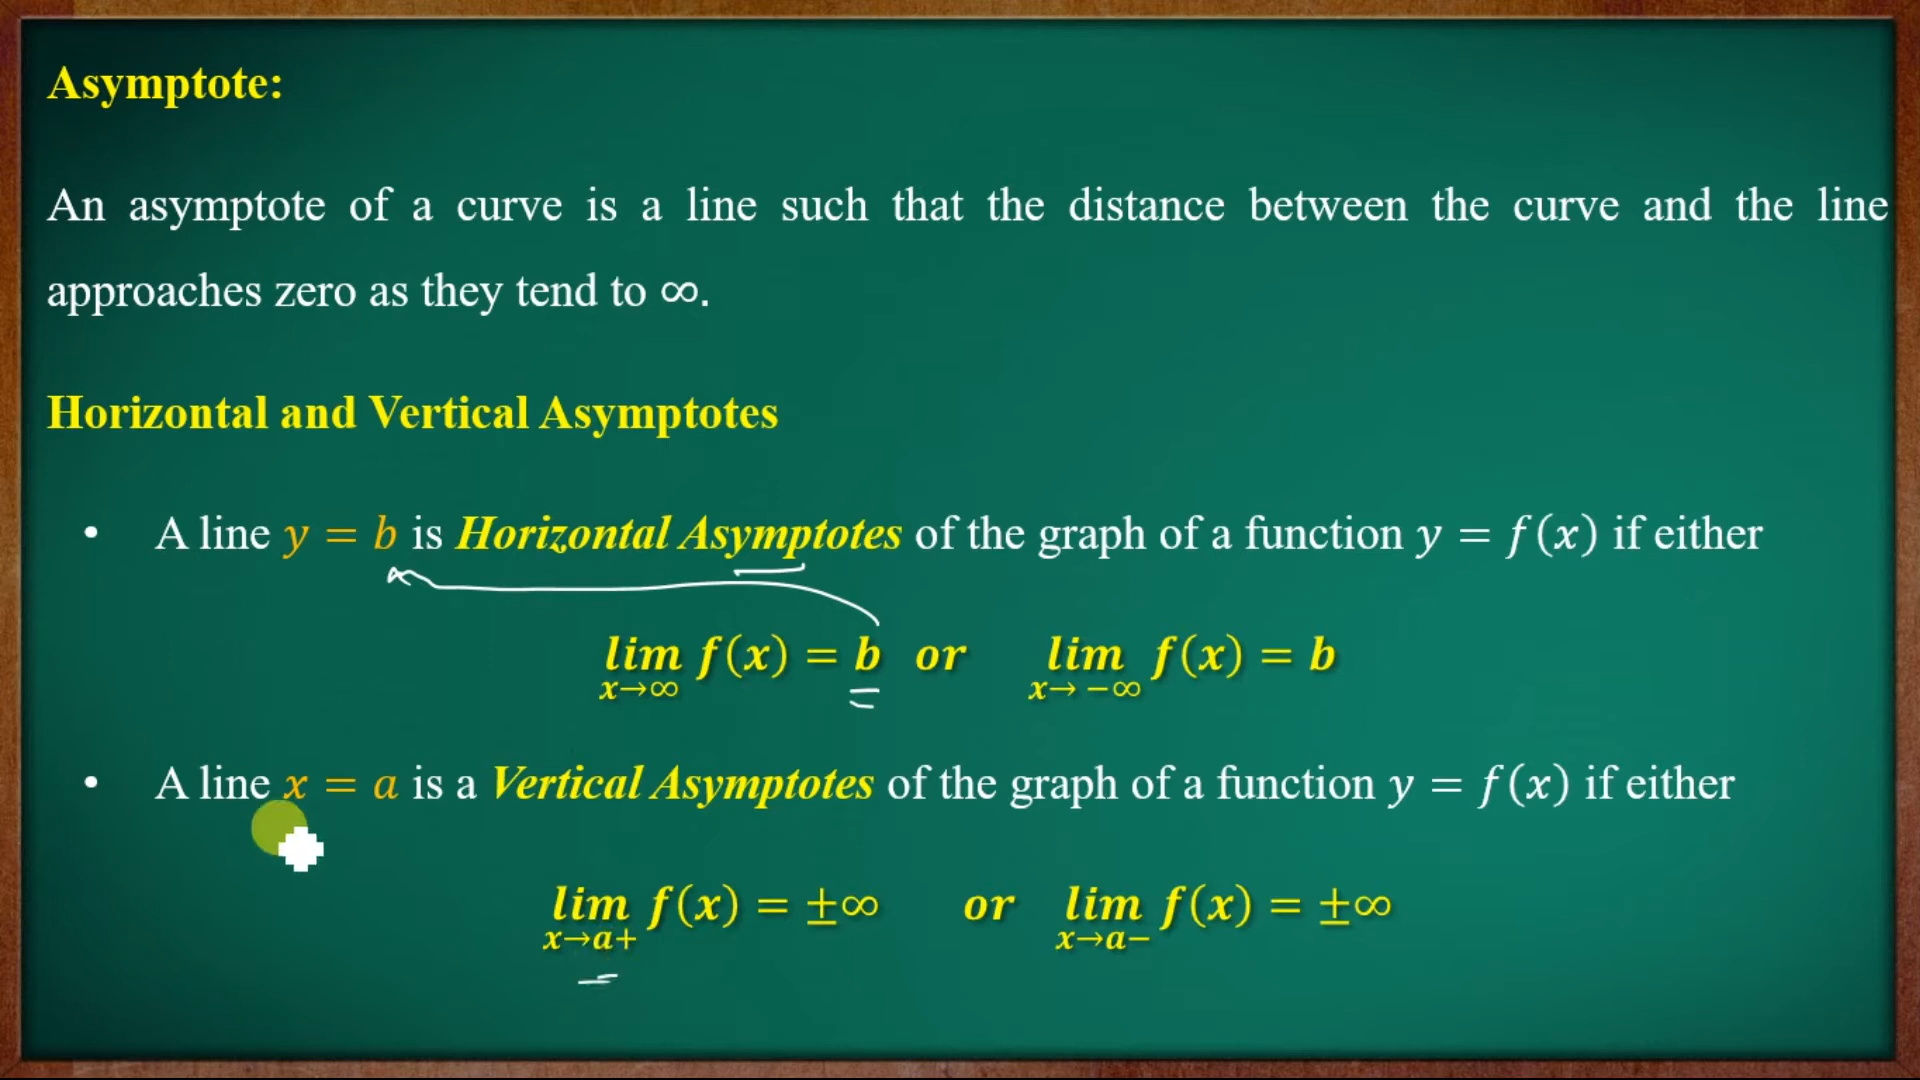 Asymptote:
An asymptote of a curve is a line such that the distance between the curve and the line
approaches zero as they tend to ∞.
Horizontal and Vertical Asymptotes
• A line y = b is Horizontal Asymptotes of the graph of a function y = f(x) if either
lim x→∞ f(x) = b or lim x→ −∞ f(x) = b
• A line x = a is a Vertical Asymptotes of the graph of a function y = f(x) if either
lim x→a+ f(x) = ±∞ or lim x→a− f(x) = ±∞